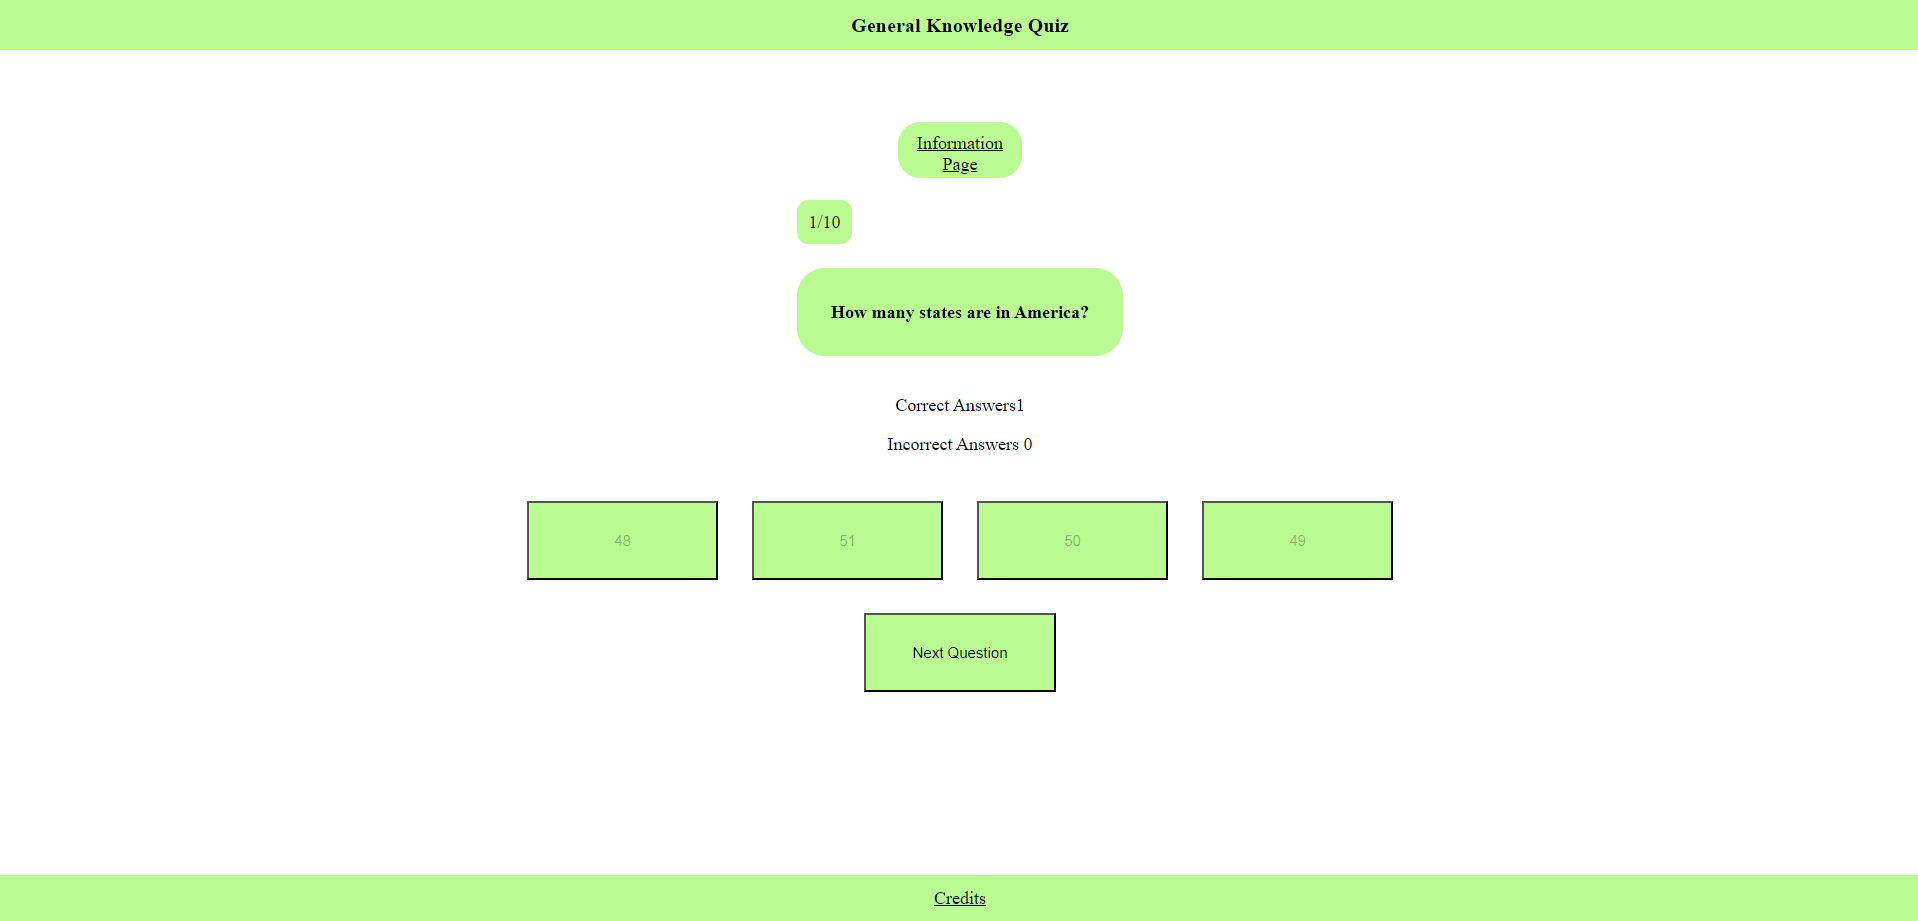 General Knowledge Quiz
Information
Page
1/10
How many states are in America?
Correct Answers1
Incorrect Answers 0
48
51
50
49
Next Question
Credits